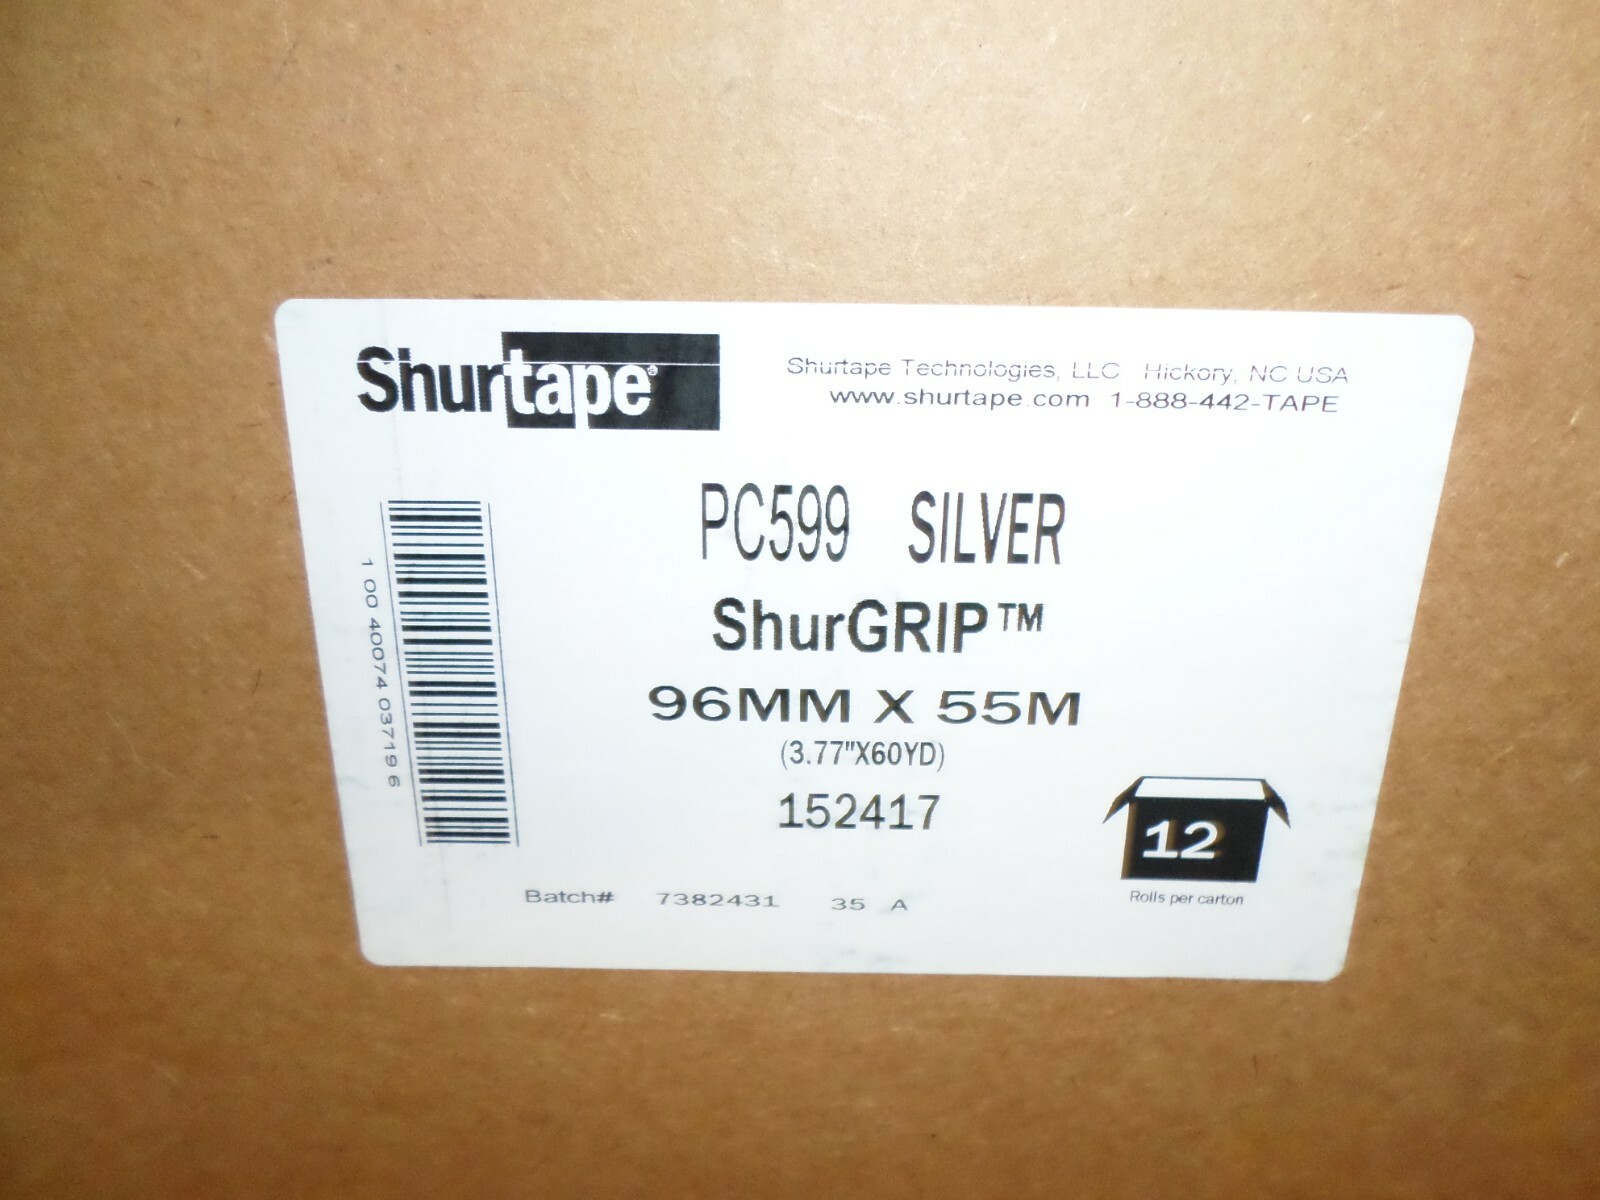 Shurtape®
Shurtape Technologies, LLC Hickory, NC USA
www.shurtape.com 1-888-442-TAPE
PC599 SILVER
ShurGRIP™
96MM X 55M
(3.77"X60YD)
152417
1 00 40074 03719 6
12
Rolls per carton
Batch# 7382431 35 A